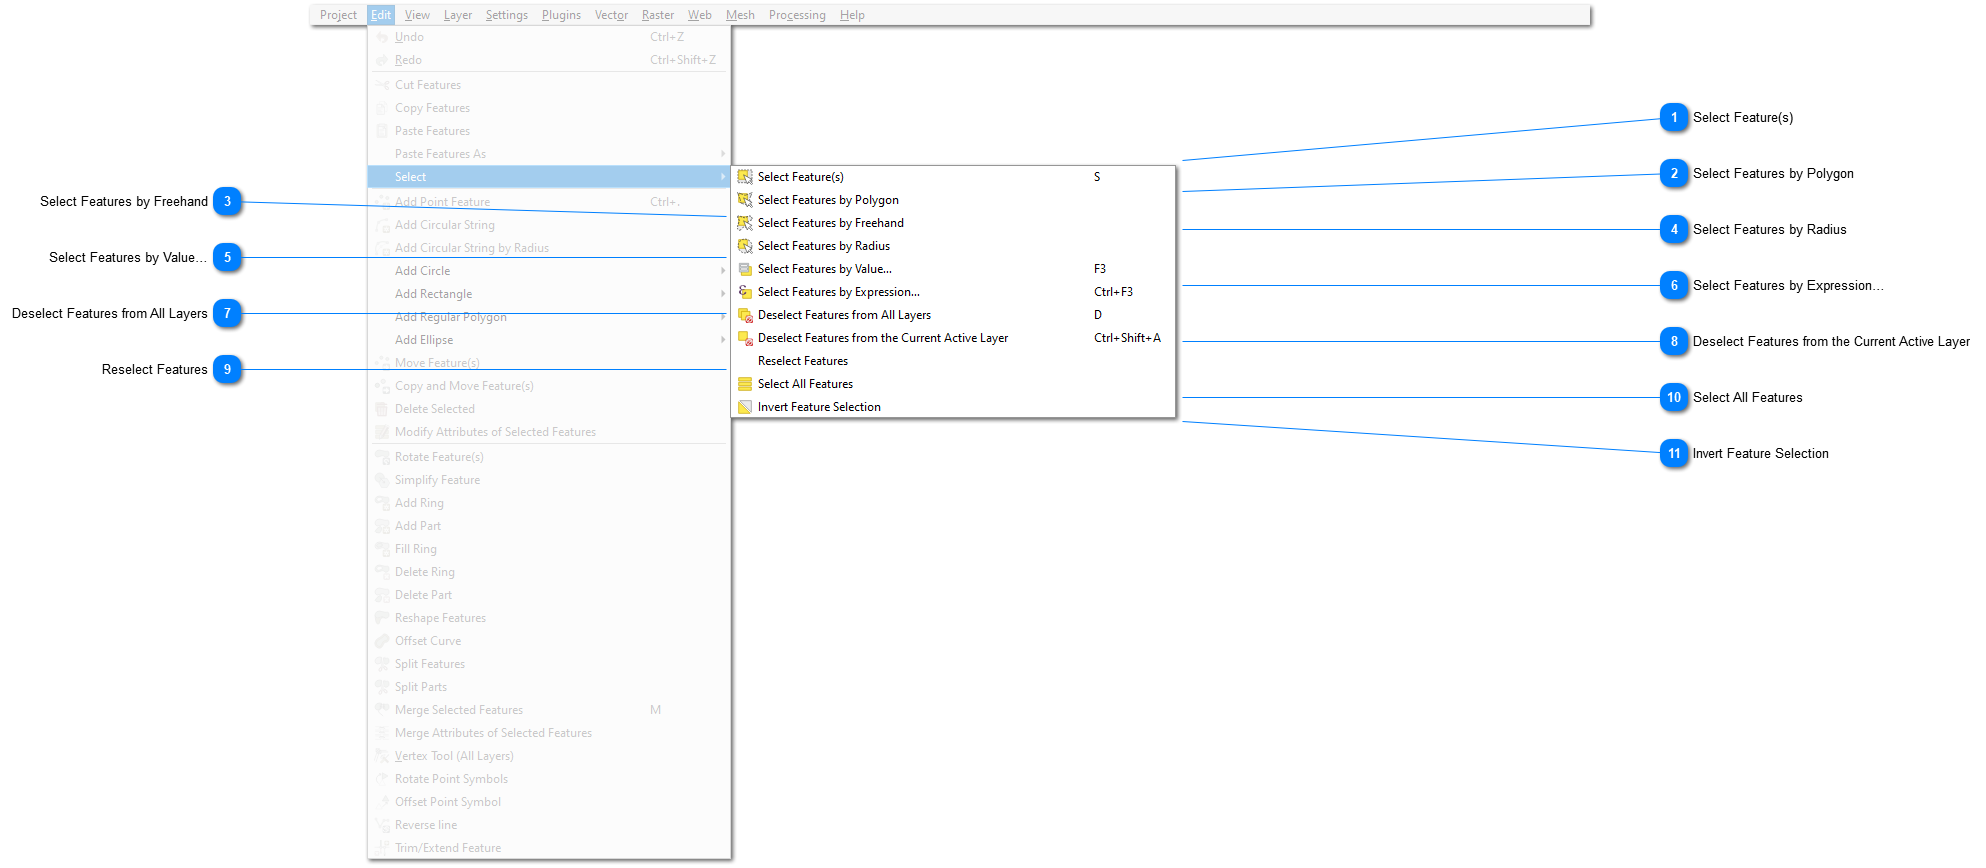 Project Edit View Layer Settings Plugins Vector Raster Web Mesh Processing Help
Undo Ctrl+Z
Redo Ctrl+Shift+Z
Cut Features
Copy Features
Paste Features
Paste Features As
Select
Add Point Feature Ctrl+.
Add Circular String
Add Circular String by Radius
Add Circle
Add Rectangle
Add Regular Polygon
Add Ellipse
Move Feature(s)
Copy and Move Feature(s)
Delete Selected
Modify Attributes of Selected Features
Rotate Feature(s)
Simplify Feature
Add Ring
Add Part
Fill Ring
Delete Ring
Delete Part
Reshape Features
Offset Curve
Split Features
Split Parts
Merge Selected Features M
Merge Attributes of Selected Features
Vertex Tool (All Layers)
Rotate Point Symbols
Offset Point Symbol
Reverse line
Trim/Extend Feature
Select Feature(s) S
Select Features by Polygon
Select Features by Freehand
Select Features by Radius
Select Features by Value... F3
Select Features by Expression... Ctrl+F3
Deselect Features from All Layers D
Deselect Features from the Current Active Layer Ctrl+Shift+A
Reselect Features
Select All Features
Invert Feature Selection
Select Features by Freehand 3
Select Features by Value... 5
Deselect Features from All Layers 7
Reselect Features 9
1 Select Feature(s)
2 Select Features by Polygon
4 Select Features by Radius
6 Select Features by Expression...
8 Deselect Features from the Current Active Layer
10 Select All Features
11 Invert Feature Selection